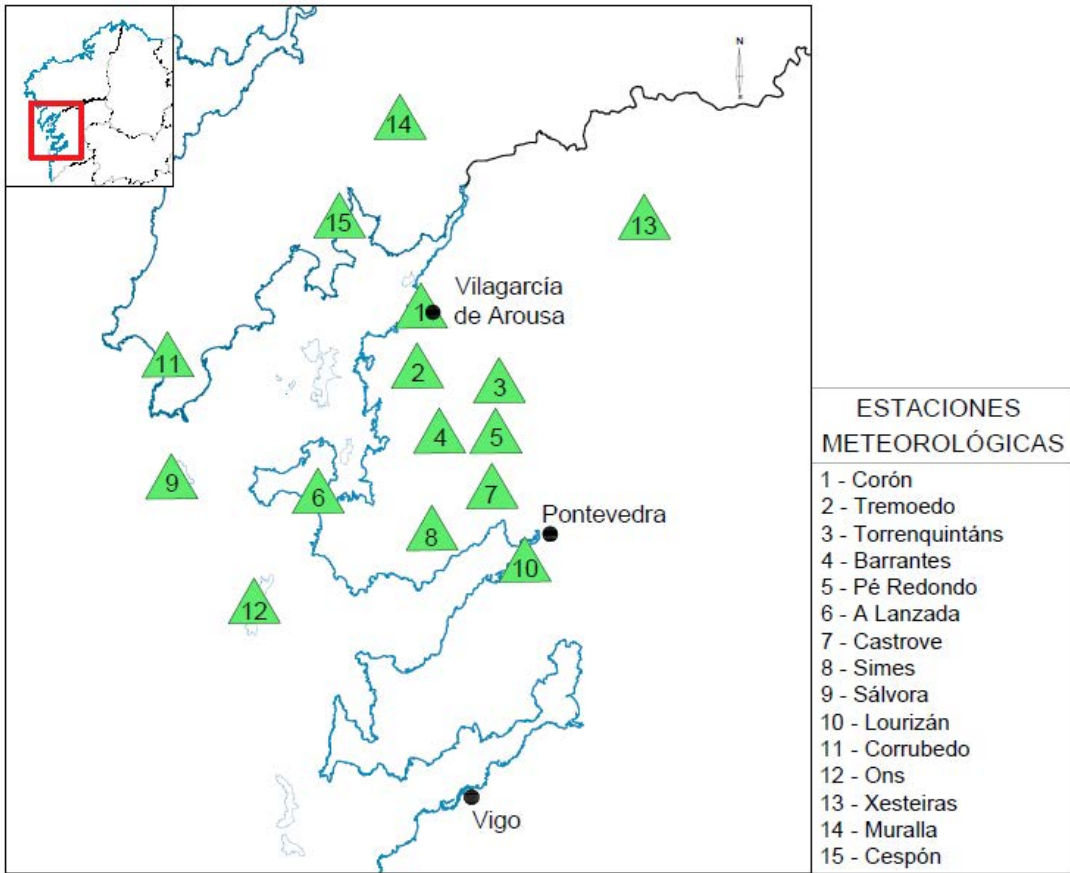 N
14
15
13
Vilagarcía
de Arousa
1
11
2
3
4
5
9
6
7
Pontevedra
8
10
12
Vigo
ESTACIONES
METEOROLÓGICAS
1 - Corón
2 - Tremoedo
3 - Torrenquintáns
4 - Barrantes
5 - Pé Redondo
6 - A Lanzada
7 - Castrove
8 - Simes
9 - Sálvora
10 - Lourizán
11 - Corrubedo
12 - Ons
13 - Xesteiras
14 - Muralla
15 - Cespón